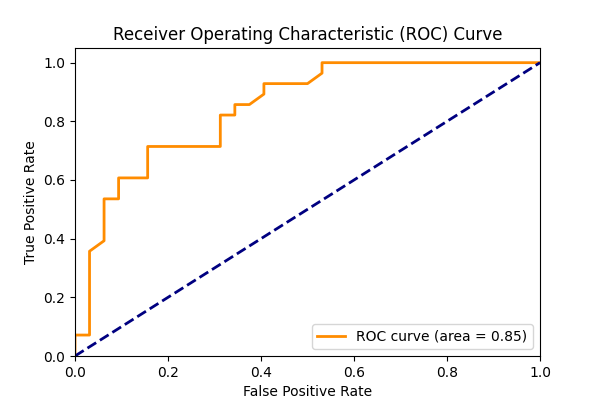 Receiver Operating Characteristic (ROC) Curve
1.0
0.8
0.6
0.4
0.2
0.0
True Positive Rate
ROC curve (area = 0.85)
0.0 0.2 0.4 0.6 0.8 1.0
False Positive Rate